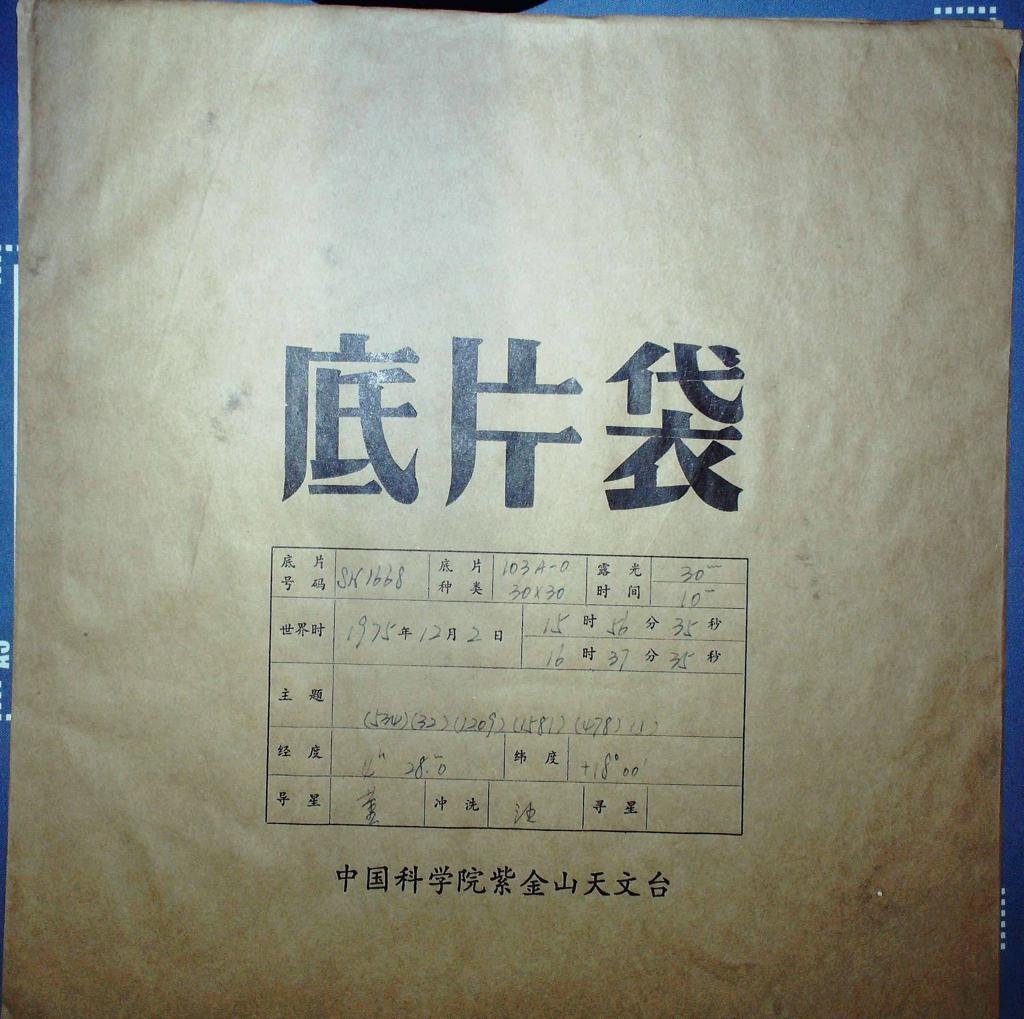 底片袋
底片号码 SH1668 底片种类 103A-O 30×30 露光时间 30ᵐ 10ᵐ
世界时 1975年12月2日 15时56分35秒
16时37分35秒
主题 (534)(32)(1209)(1581)(478)(1)
经度 4ʰ 28.ᵐ0 纬度 +18°00′
导星 冲洗 寻星
中国科学院紫金山天文台